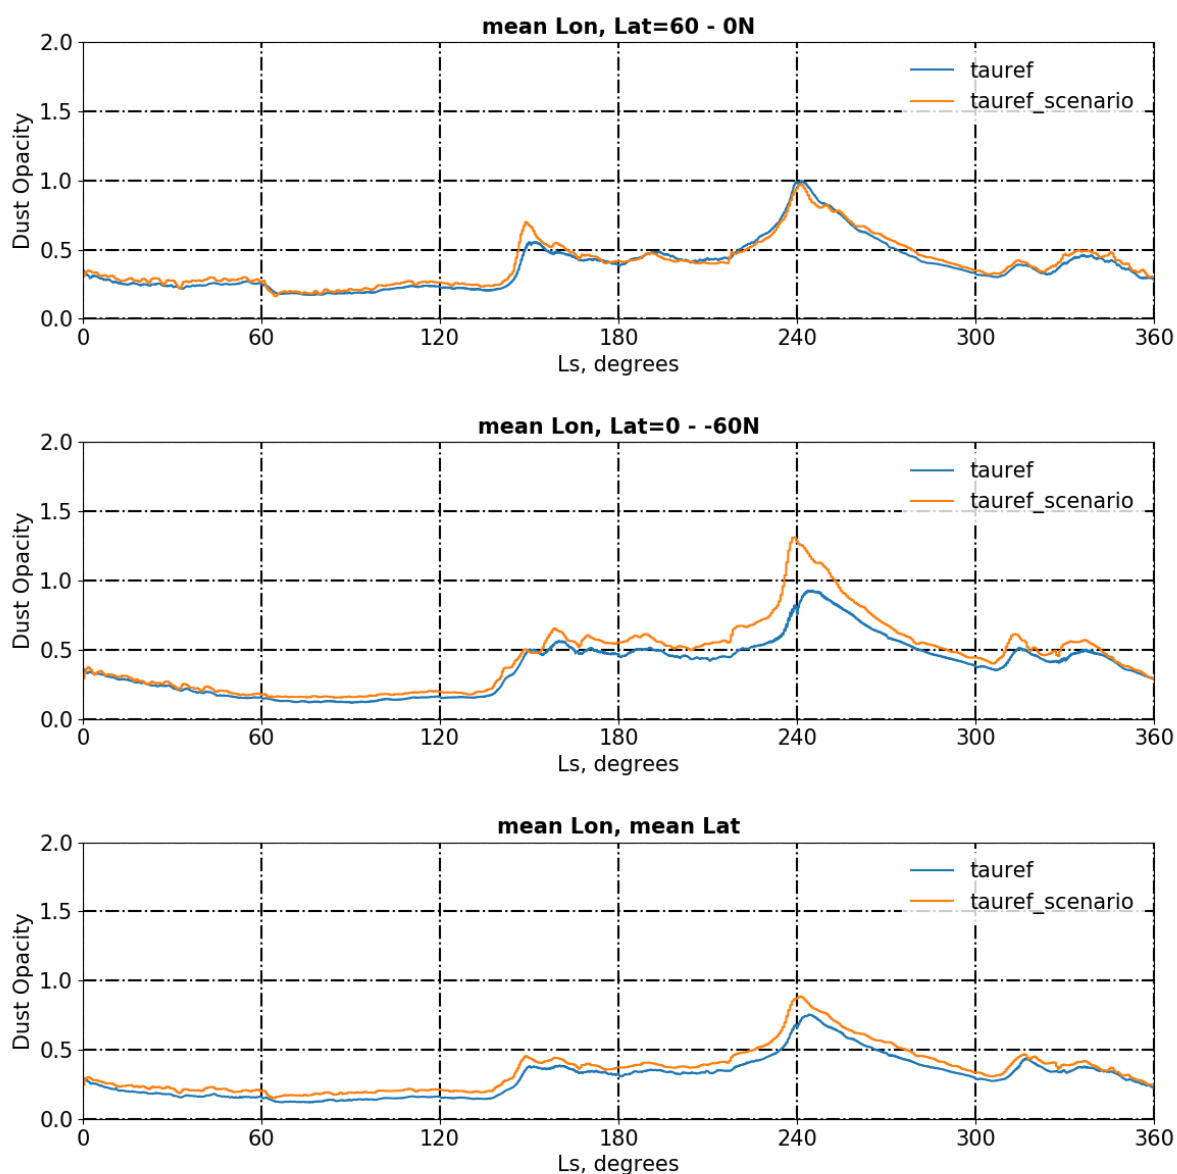 mean Lon, Lat=60 - 0N
2.0
1.5
1.0
0.5
0.0
Dust Opacity
tauref
tauref_scenario
0 60 120 180 240 300 360
Ls, degrees
mean Lon, Lat=0 - -60N
2.0
1.5
1.0
0.5
0.0
Dust Opacity
tauref
tauref_scenario
0 60 120 180 240 300 360
Ls, degrees
mean Lon, mean Lat
2.0
1.5
1.0
0.5
0.0
Dust Opacity
tauref
tauref_scenario
0 60 120 180 240 300 360
Ls, degrees